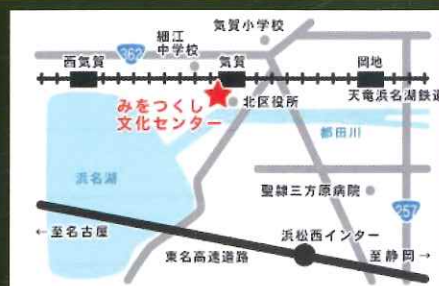 気賀小学校
細江
中学校
362
西気賀
気賀
岡地
天竜浜名湖鉄道
みをつくし
文化センター
北区役所
都田川
浜名湖
聖隷三方原病院
257
←至名古屋
浜松西インター
東名高速道路
至静岡→